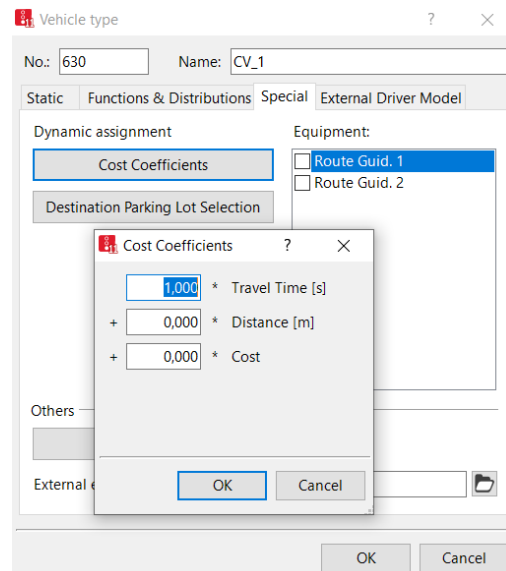 Vehicle type ? ×
No.: 630 Name: CV_1
Static Functions & Distributions Special External Driver Model
Dynamic assignment Equipment:
Cost Coefficients Route Guid. 1
Destination Parking Lot Selection Route Guid. 2
Cost Coefficients ? ×
1,000 * Travel Time [s]
+ 0,000 * Distance [m]
+ 0,000 * Cost
Others
External
OK Cancel
OK Cancel